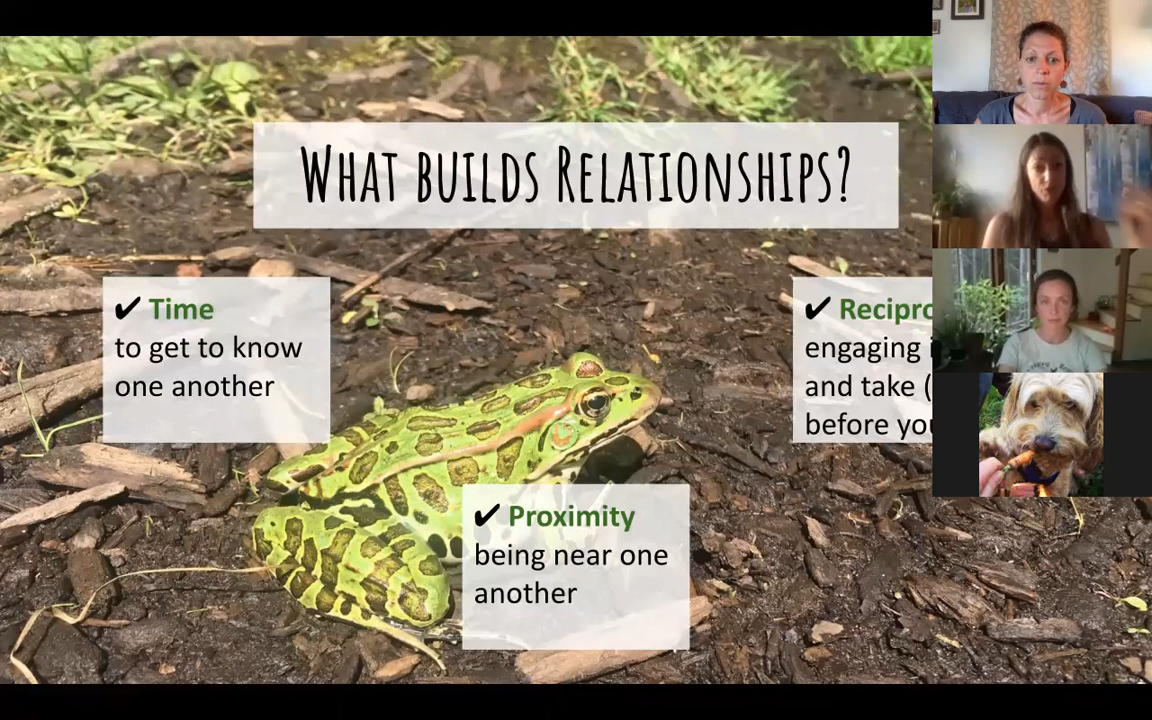 What builds Relationships?
✔ Time
to get to know
one another
✔ Proximity
being near one
another
✔
engaging
and take (
before you